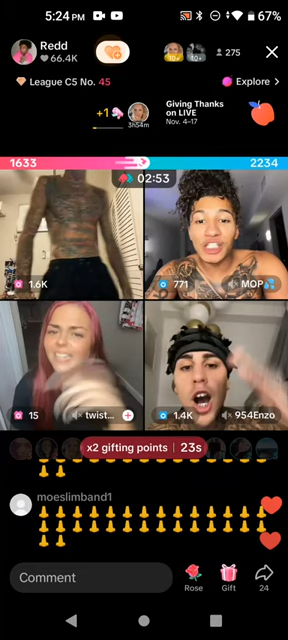 5:24 PM
67%
Redd
66.4K
10+
10+
275
League C5 No. 45
Explore >
+1
3h54m
Giving Thanks
on LIVE
Nov. 4–17
1633
2234
02:53
1.6K
771
MOP💦
15
twist...
1.4K
954Enzo
x2 gifting points | 23s
moeslimband1
Comment
Rose
Gift
24